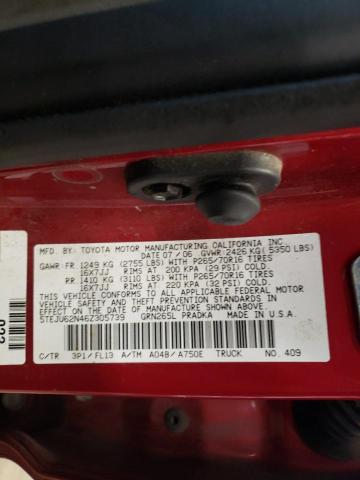 MFD. BY: TOYOTA MOTOR MANUFACTURING CALIFORNIA INC.
DATE 07 / 06 GVWR 2426 KG ( 5350 LBS)
GAWR:FR. 1249 KG (2755 LBS) WITH P265/70R16 TIRES
16X7JJ RIMS AT 200 KPA (29 PSI) COLD.
RR. 1410 KG (3110 LBS) WITH P265/70R16 TIRES
16X7JJ RIMS AT 220 KPA (32 PSI) COLD.
THIS VEHICLE CONFORMS TO ALL APPLICABLE FEDERAL MOTOR
VEHICLE SAFETY AND THEFT PREVENTION STANDARDS IN
EFFECT ON THE DATE OF MANUFACTURE SHOWN ABOVE.
5TEJU62N46Z305739 GRN265L PRADKA MADE IN U.S.A.
C/TR 3P1 / FL13 A/TM A04B / A750E TRUCK NO. 409